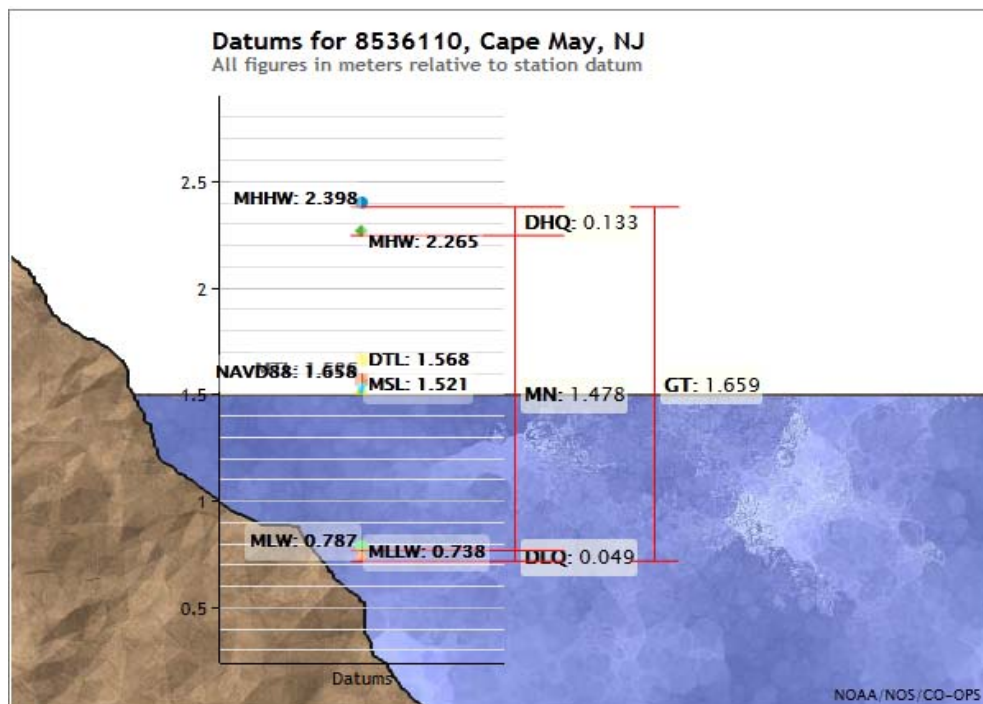 Datums for 8536110, Cape May, NJ
All figures in meters relative to station datum
2.5
MHHW: 2.398
DHQ: 0.133
MHW: 2.265
2
DTL: 1.568
NAVD88: 1.658
MSL: 1.521
GT: 1.659
1.5
MN: 1.478
1
MLW: 0.787
MLLW: 0.738
DLQ: 0.049
0.5
Datums
NOAA/NOS/CO-OPS